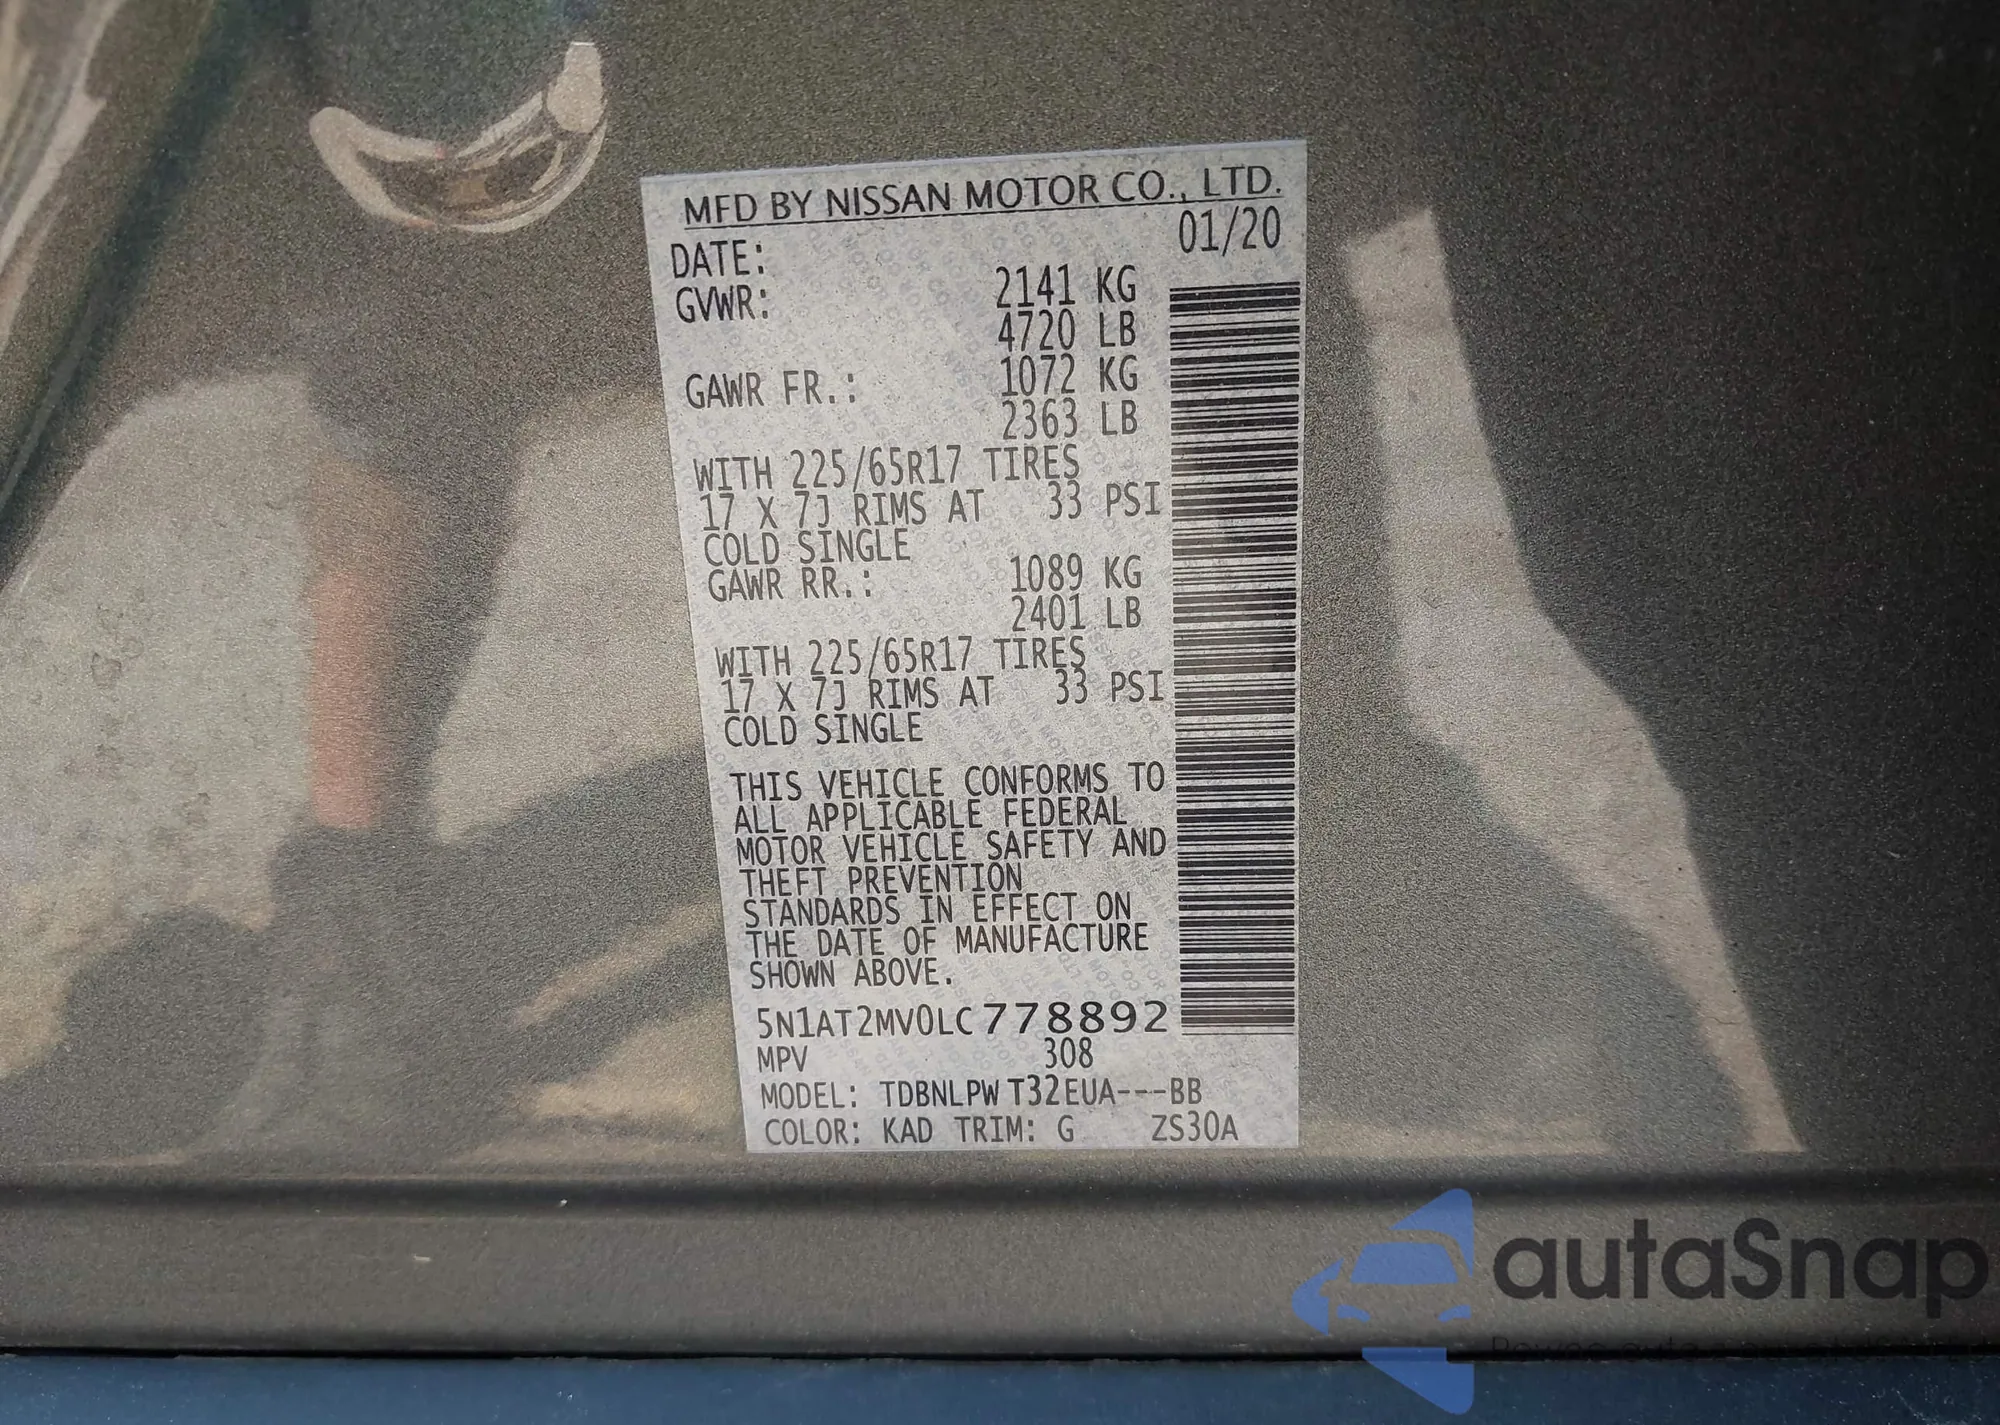 MFD BY NISSAN MOTOR CO., LTD.
DATE: 01/20
GVWR: 2141 KG
4720 LB
GAWR FR.: 1072 KG
2363 LB
WITH 225/65R17 TIRES
17 X 7J RIMS AT 33 PSI
COLD SINGLE
GAWR RR.: 1089 KG
2401 LB
WITH 225/65R17 TIRES
17 X 7J RIMS AT 33 PSI
COLD SINGLE
THIS VEHICLE CONFORMS TO
ALL APPLICABLE FEDERAL
MOTOR VEHICLE SAFETY AND
THEFT PREVENTION
STANDARDS IN EFFECT ON
THE DATE OF MANUFACTURE
SHOWN ABOVE.
5N1AT2MV0LC778892
MPV 308
MODEL: TDBNLPW T32EUA---BB
COLOR: KAD TRIM: G ZS30A
autaSnap